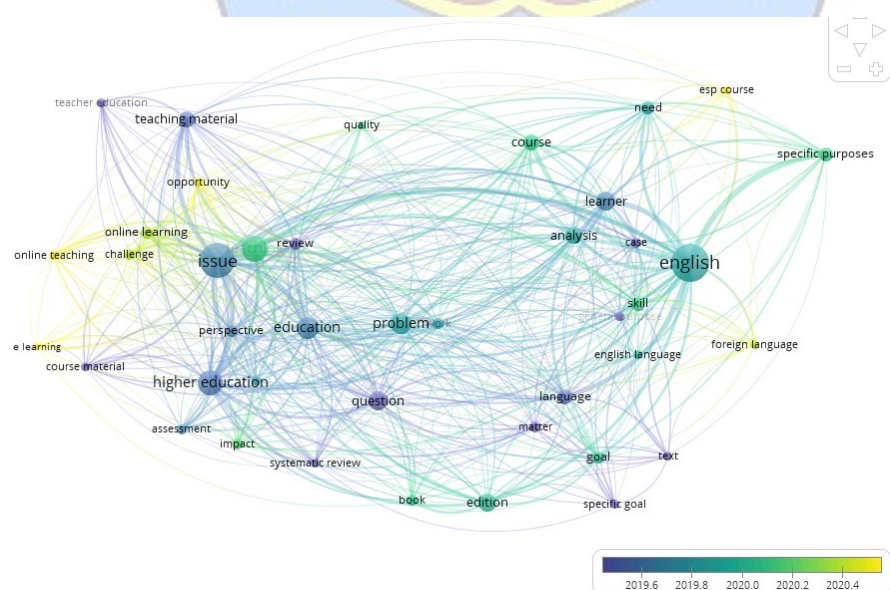 esp course
teacher education
need
teaching material
quality
course
specific purposes
opportunity
learner
online learning
analysis
case
review
online teaching
challenge
issue
english
skill
problem
education
perspective
e learning
english language
foreign language
course material
higher education
language
question
assessment
matter
impact
goal
text
systematic review
book
edition
specific goal
2019.6 2019.8 2020.0 2020.2 2020.4